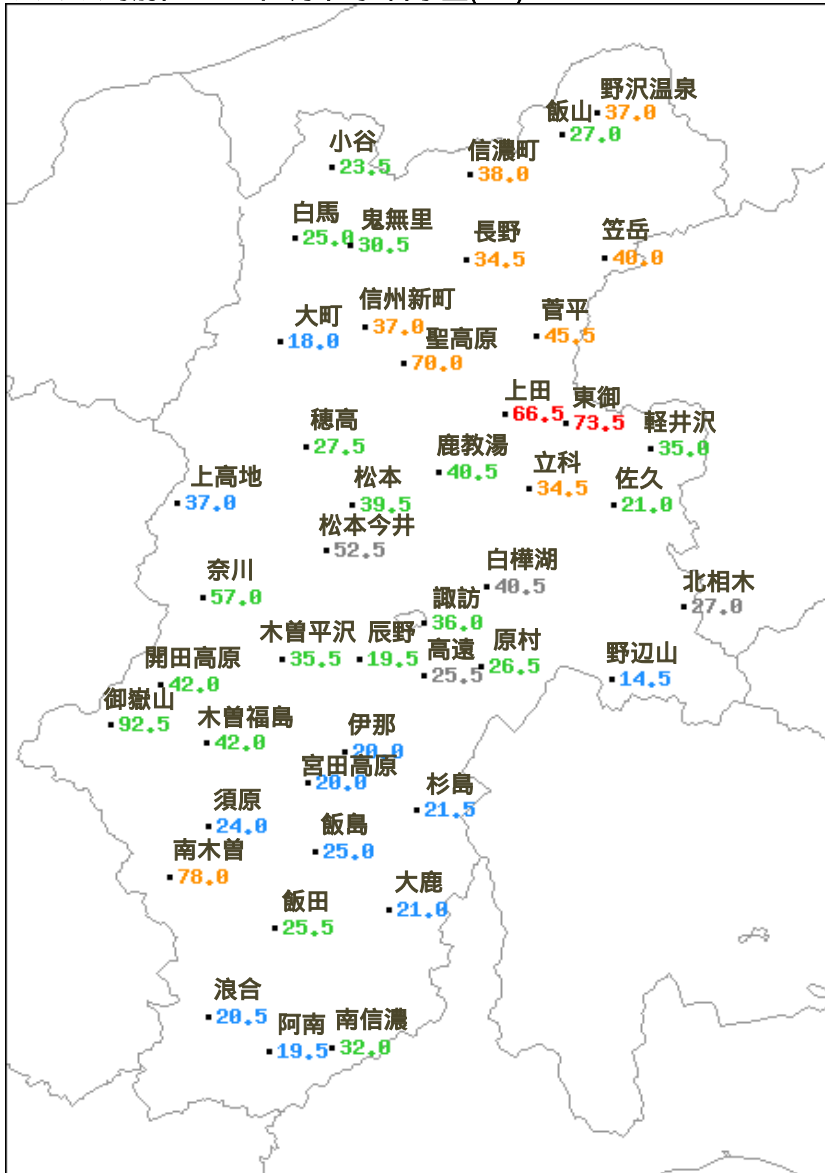 野沢温泉
37.0
飯山
27.0
小谷
23.5
信濃町
38.0
白馬
25.0
鬼無里
30.5
長野
34.5
笠岳
40.0
大町
18.0
信州新町
37.0
聖高原
70.0
菅平
45.5
上田
66.5
東御
73.5
軽井沢
35.0
穂高
27.5
鹿教湯
40.5
立科
34.5
佐久
21.0
上高地
37.0
松本
39.5
松本今井
52.5
白樺湖
40.5
北相木
27.0
奈川
57.0
諏訪
36.0
木曽平沢
35.5
辰野
19.5
高遠
25.5
原村
26.5
野辺山
14.5
開田高原
42.0
御嶽山
92.5
木曽福島
42.0
伊那
20.0
宮田高原
20.0
杉島
21.5
須原
24.0
飯島
25.0
南木曽
78.0
大鹿
21.0
飯田
25.5
浪合
20.5
阿南
19.5
南信濃
32.0